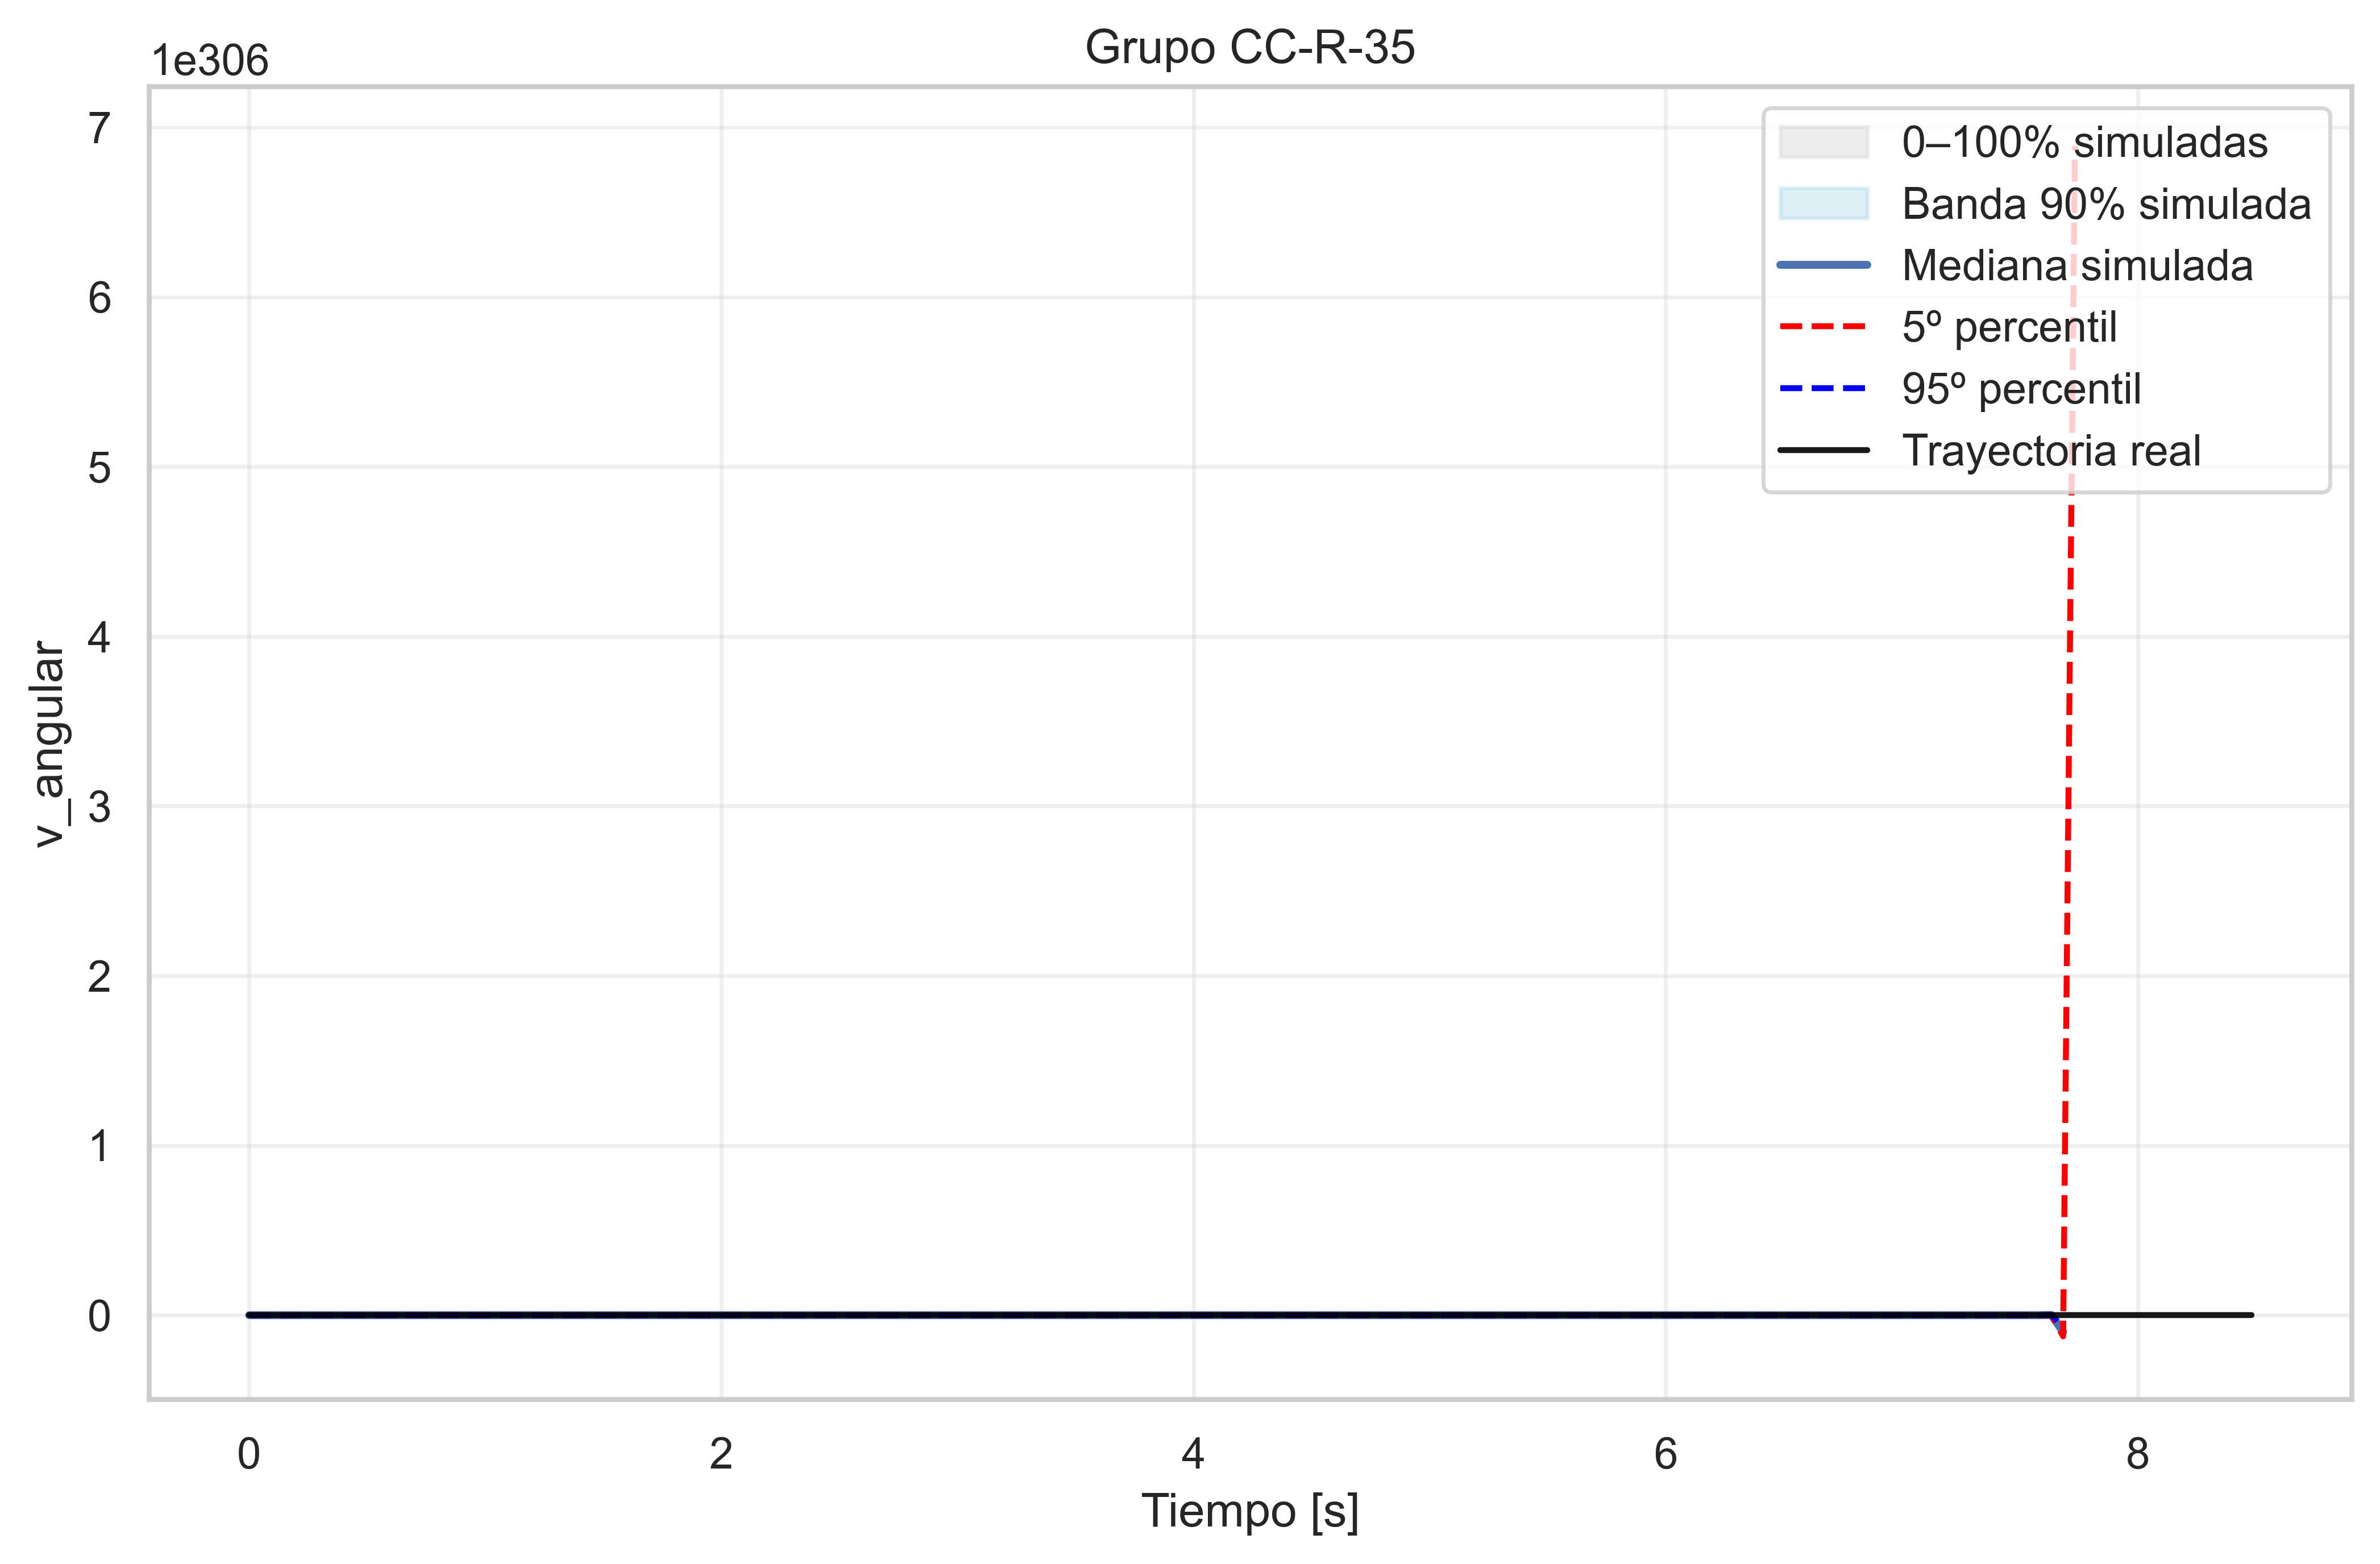 Grupo CC-R-35
1e306
7
6
5
4
3
2
1
0
v_angular
0–100% simuladas
Banda 90% simulada
Mediana simulada
5º percentil
95º percentil
Trayectoria real
0 2 4 6 8
Tiempo [s]